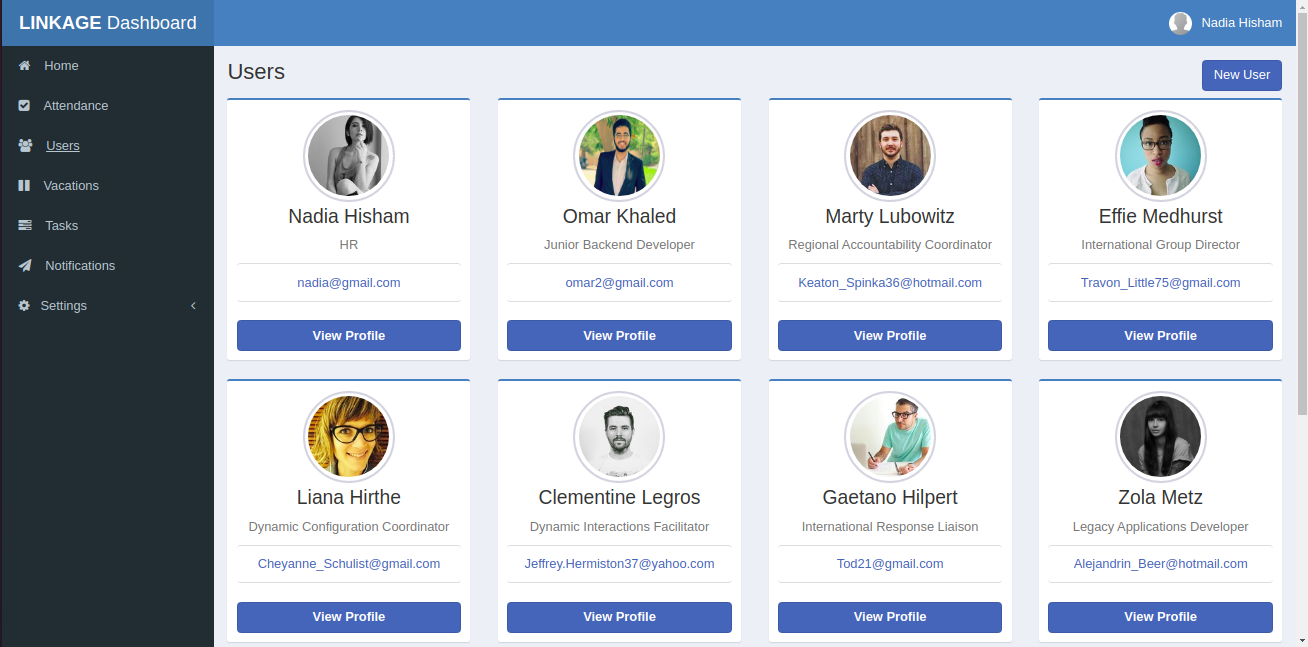 LINKAGE Dashboard
Nadia Hisham
Home
Attendance
Users
Vacations
Tasks
Notifications
Settings
Users
New User
Nadia Hisham
HR
nadia@gmail.com
View Profile
Omar Khaled
Junior Backend Developer
omar2@gmail.com
View Profile
Marty Lubowitz
Regional Accountability Coordinator
Keaton_Spinka36@hotmail.com
View Profile
Effie Medhurst
International Group Director
Travon_Little75@gmail.com
View Profile
Liana Hirthe
Dynamic Configuration Coordinator
Cheyanne_Schulist@gmail.com
View Profile
Clementine Legros
Dynamic Interactions Facilitator
Jeffrey.Hermiston37@yahoo.com
View Profile
Gaetano Hilpert
International Response Liaison
Tod21@gmail.com
View Profile
Zola Metz
Legacy Applications Developer
Alejandrin_Beer@hotmail.com
View Profile